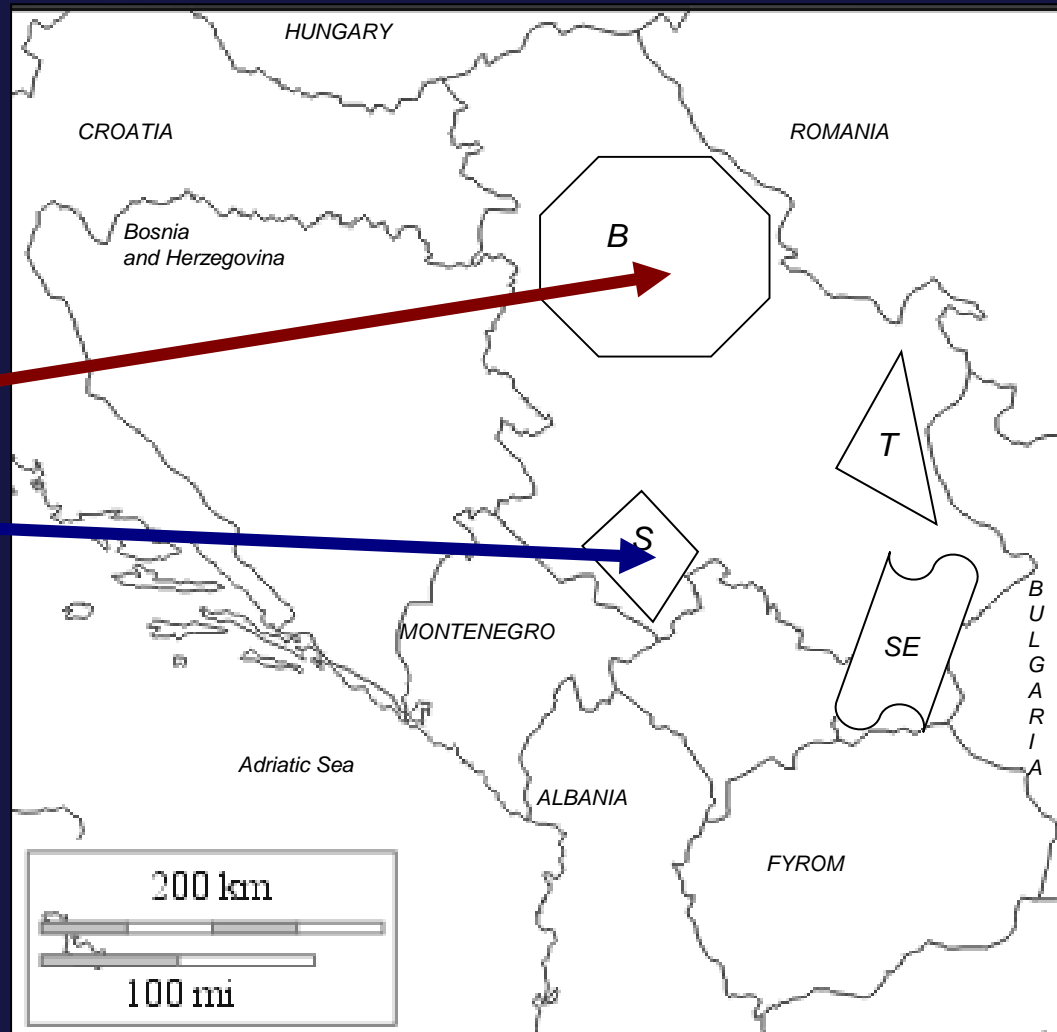 HUNGARY
CROATIA
ROMANIA
Bosnia
and Herzegovina
B
T
S
MONTENEGRO
SE
B
U
L
G
A
R
I
A
Adriatic Sea
ALBANIA
FYROM
200 km
100 mi